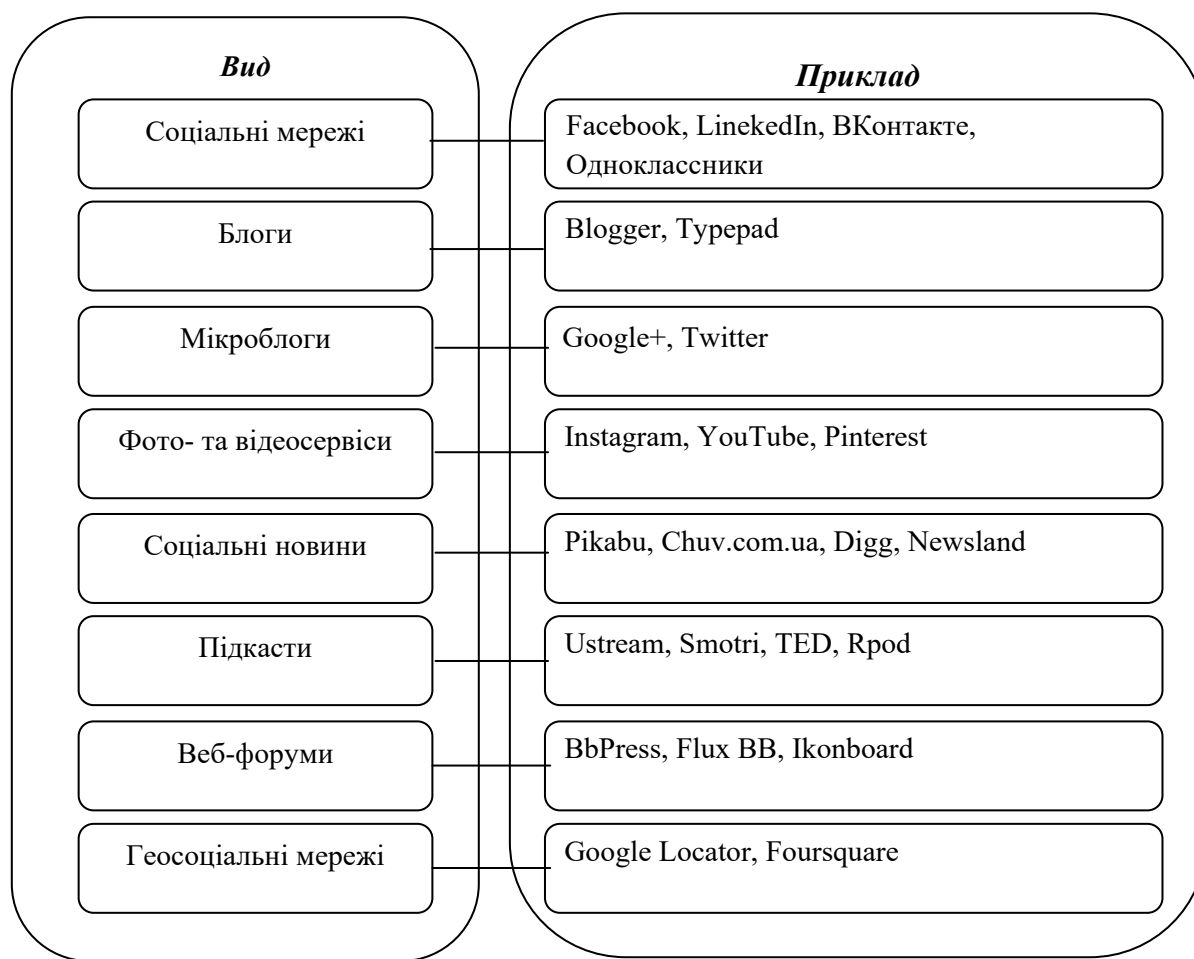 Вид
Приклад
Соціальні мережі
Facebook, LinekedIn, ВКонтакте,
Одноклассники
Блоги
Blogger, Typepad
Мікроблоги
Google+, Twitter
Фото- та відеосервіси
Instagram, YouTube, Pinterest
Соціальні новини
Pikabu, Chuv.com.ua, Digg, Newsland
Підкасти
Ustream, Smotri, TED, Rpod
Веб-форуми
BbPress, Flux BB, Ikonboard
Геосоціальні мережі
Google Locator, Foursquare